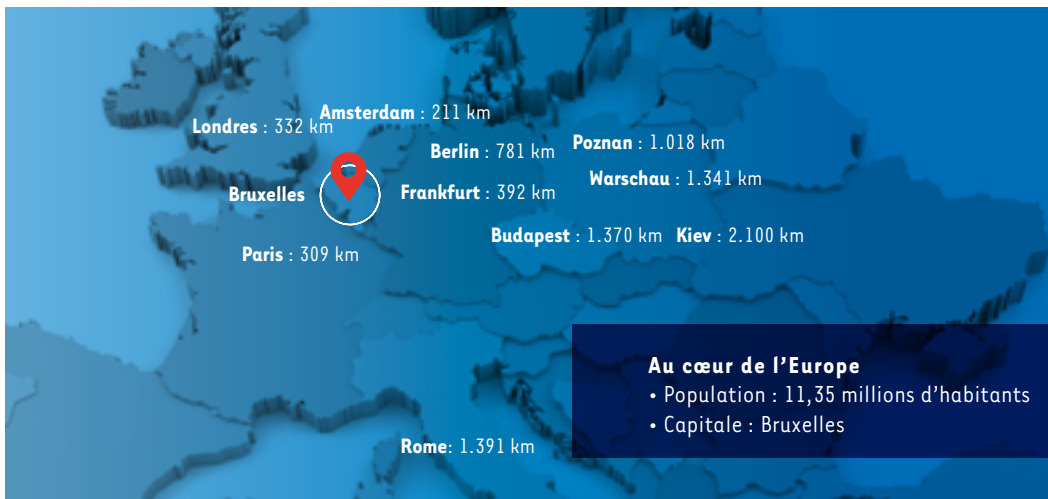 Amsterdam : 211 km
Londres : 332 km
Berlin : 781 km
Poznan : 1.018 km
Warschau : 1.341 km
Bruxelles
Frankfurt : 392 km
Budapest : 1.370 km
Kiev : 2.100 km
Paris : 309 km
Au cœur de l'Europe
• Population : 11,35 millions d'habitants
• Capitale : Bruxelles
Rome: 1.391 km